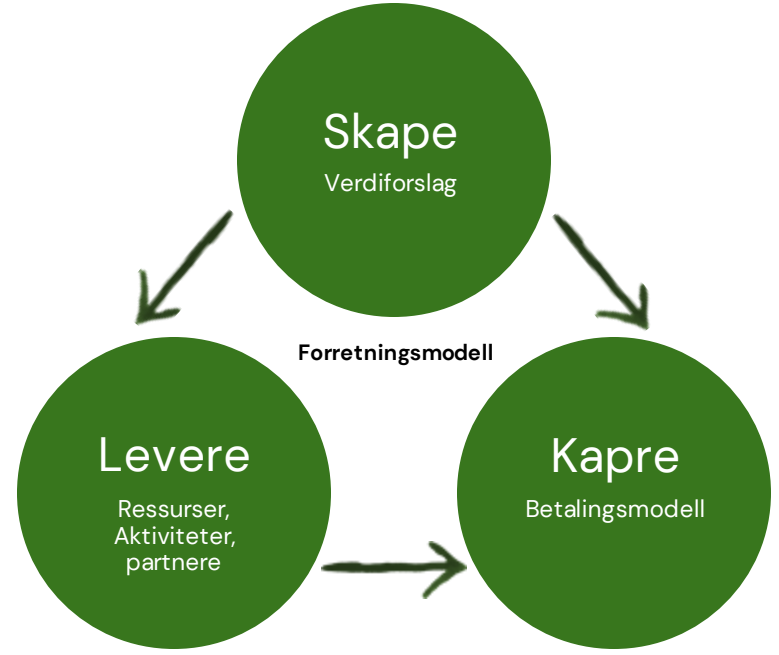 Skape
Verdiforslag
Forretningsmodell
Levere
Ressurser,
Aktiviteter,
partnere
Kapre
Betalingsmodell